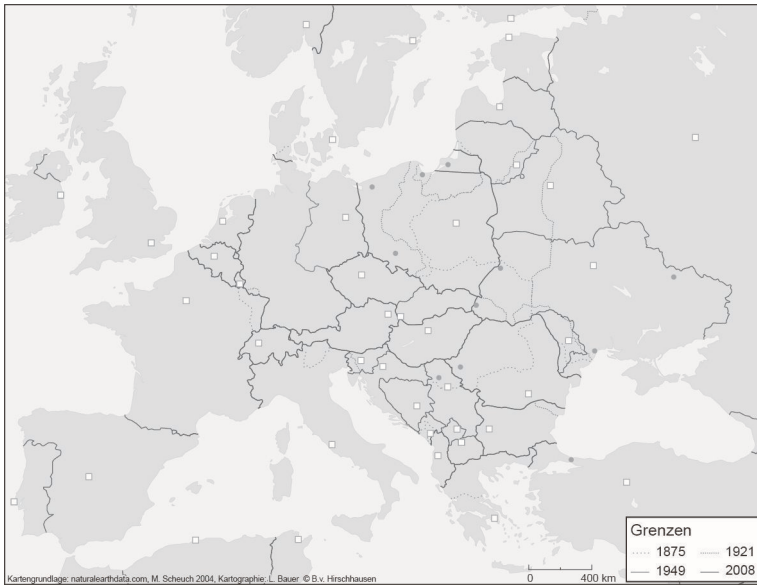 Grenzen
1875 1921
1949 2008
0 400 km
Kartengrundlage: naturalearthdata.com, M. Scheuch 2004, Kartographie: L. Bauer © B.v. Hirschhausen